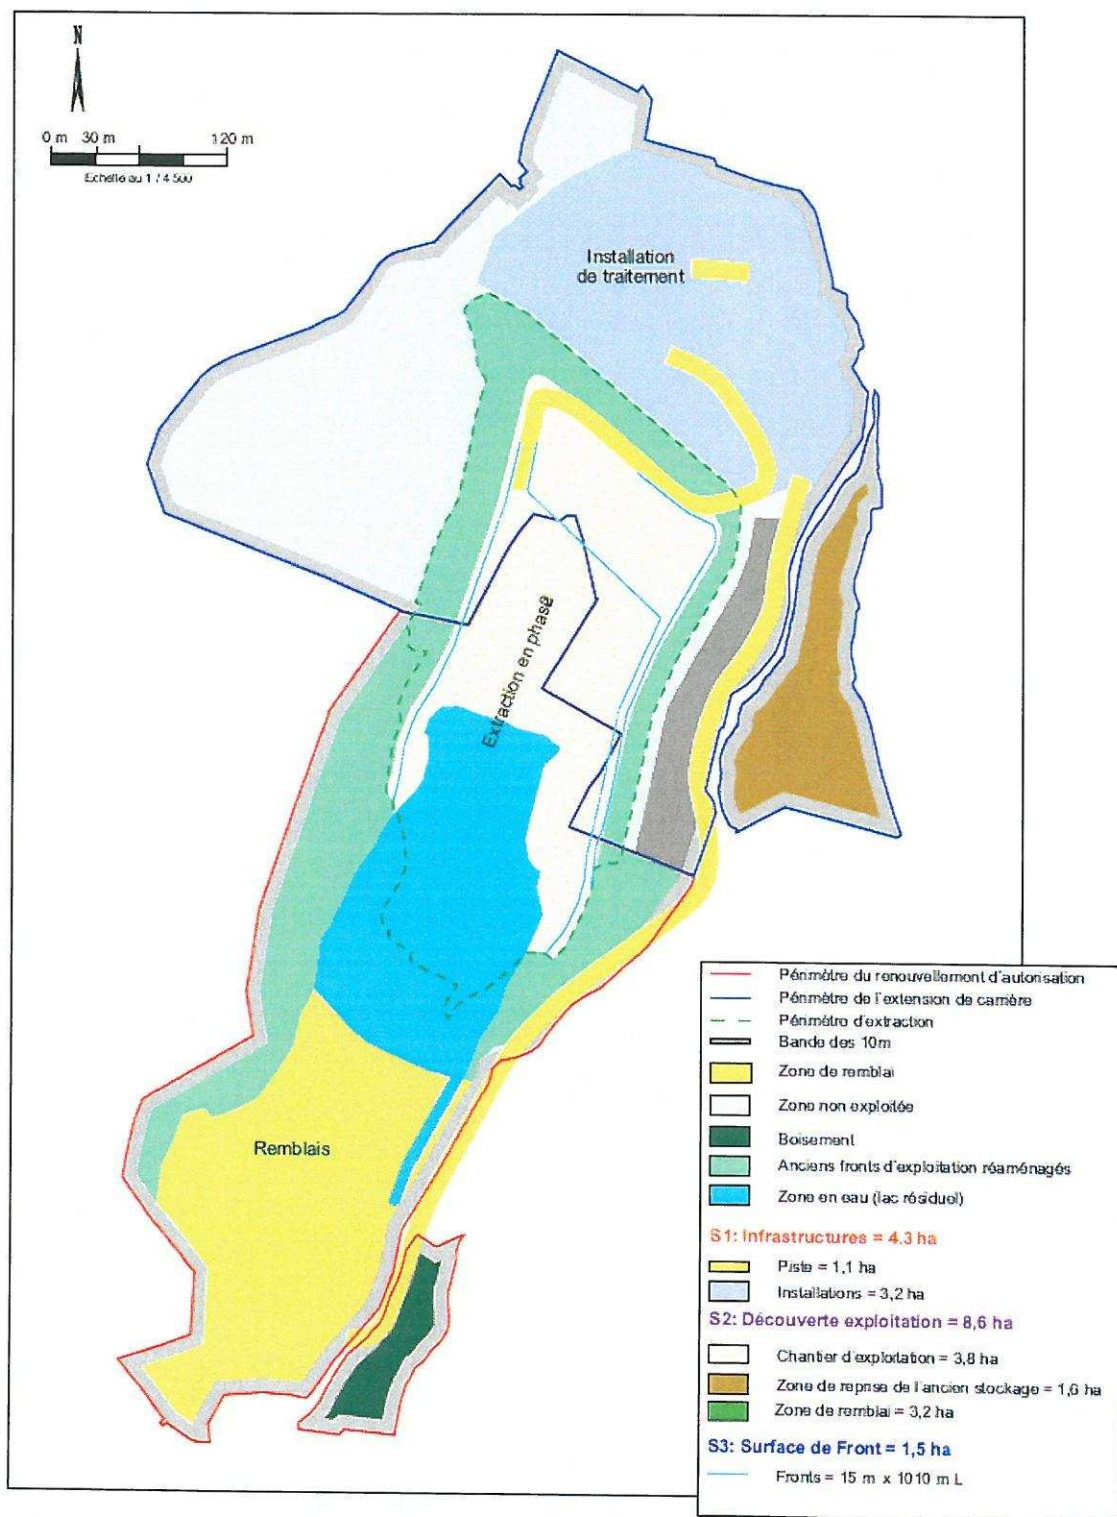 N
0 m 30 m 120 m
Echelle au 1 / 4 500
Installation
de traitement
Extraction en phase
Remblais
Périmètre du renouvellement d'autorisation
Périmètre de l'extension de carrière
Périmètre d'extraction
Bande des 10m
Zone de remblai
Zone non exploitée
Boisement
Anciens fronts d'exploitation réaménagés
Zone en eau (lac résiduel)
S1: Infrastructures = 4.3 ha
Piste = 1,1 ha
Installations = 3,2 ha
S2: Découverte exploitation = 8,6 ha
Chantier d'exploitation = 3,8 ha
Zone de reprise de l'ancien stockage = 1,6 ha
Zone de remblai = 3,2 ha
S3: Surface de Front = 1,5 ha
Fronts = 15 m x 1010 m L